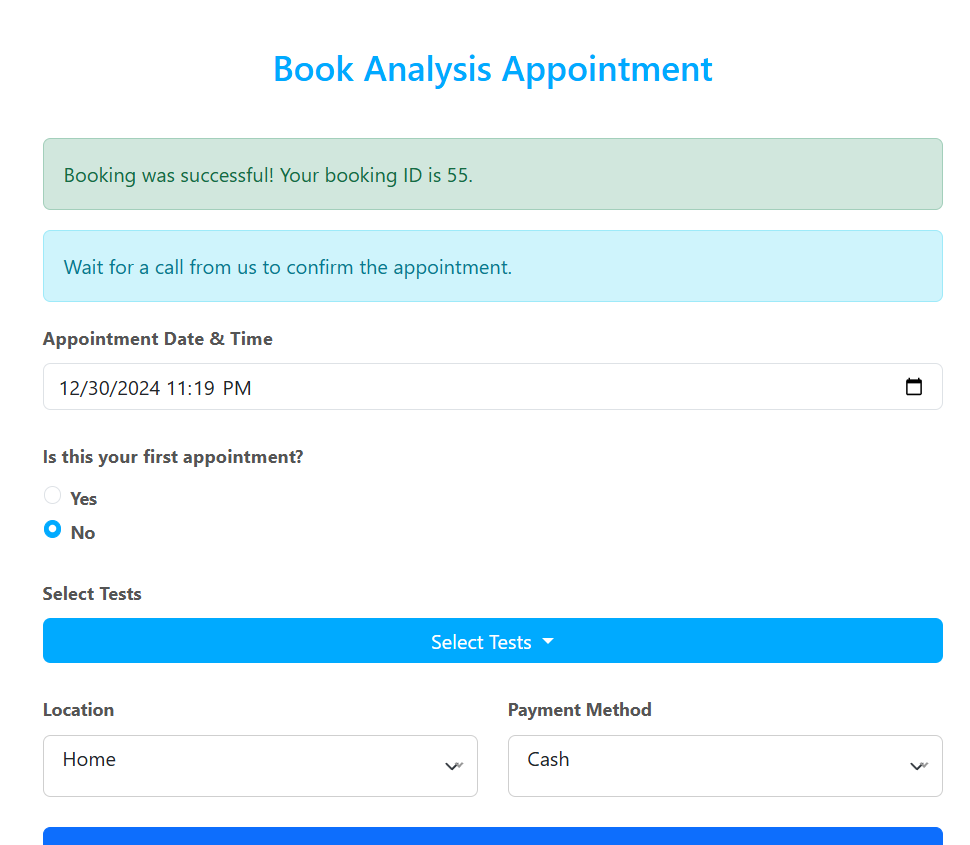 Book Analysis Appointment
Booking was successful! Your booking ID is 55.
Wait for a call from us to confirm the appointment.
Appointment Date & Time
12/30/2024 11:19 PM
Is this your first appointment?
Yes
No
Select Tests
Select Tests
Location Payment Method
Home Cash